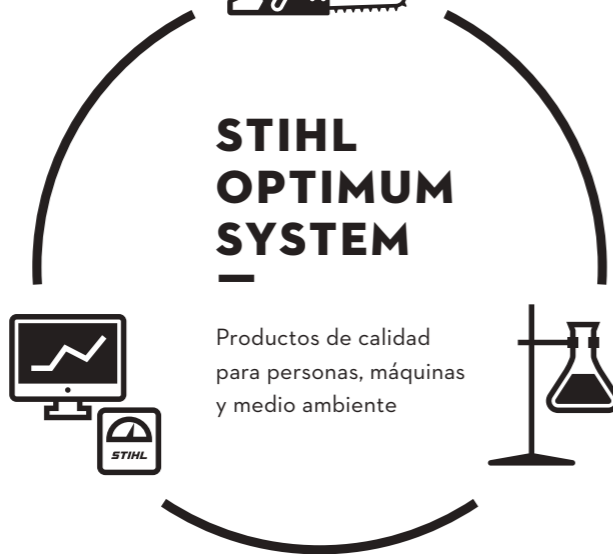 STIHL
OPTIMUM
SYSTEM
Productos de calidad
para personas, máquinas
y medio ambiente
STIHL